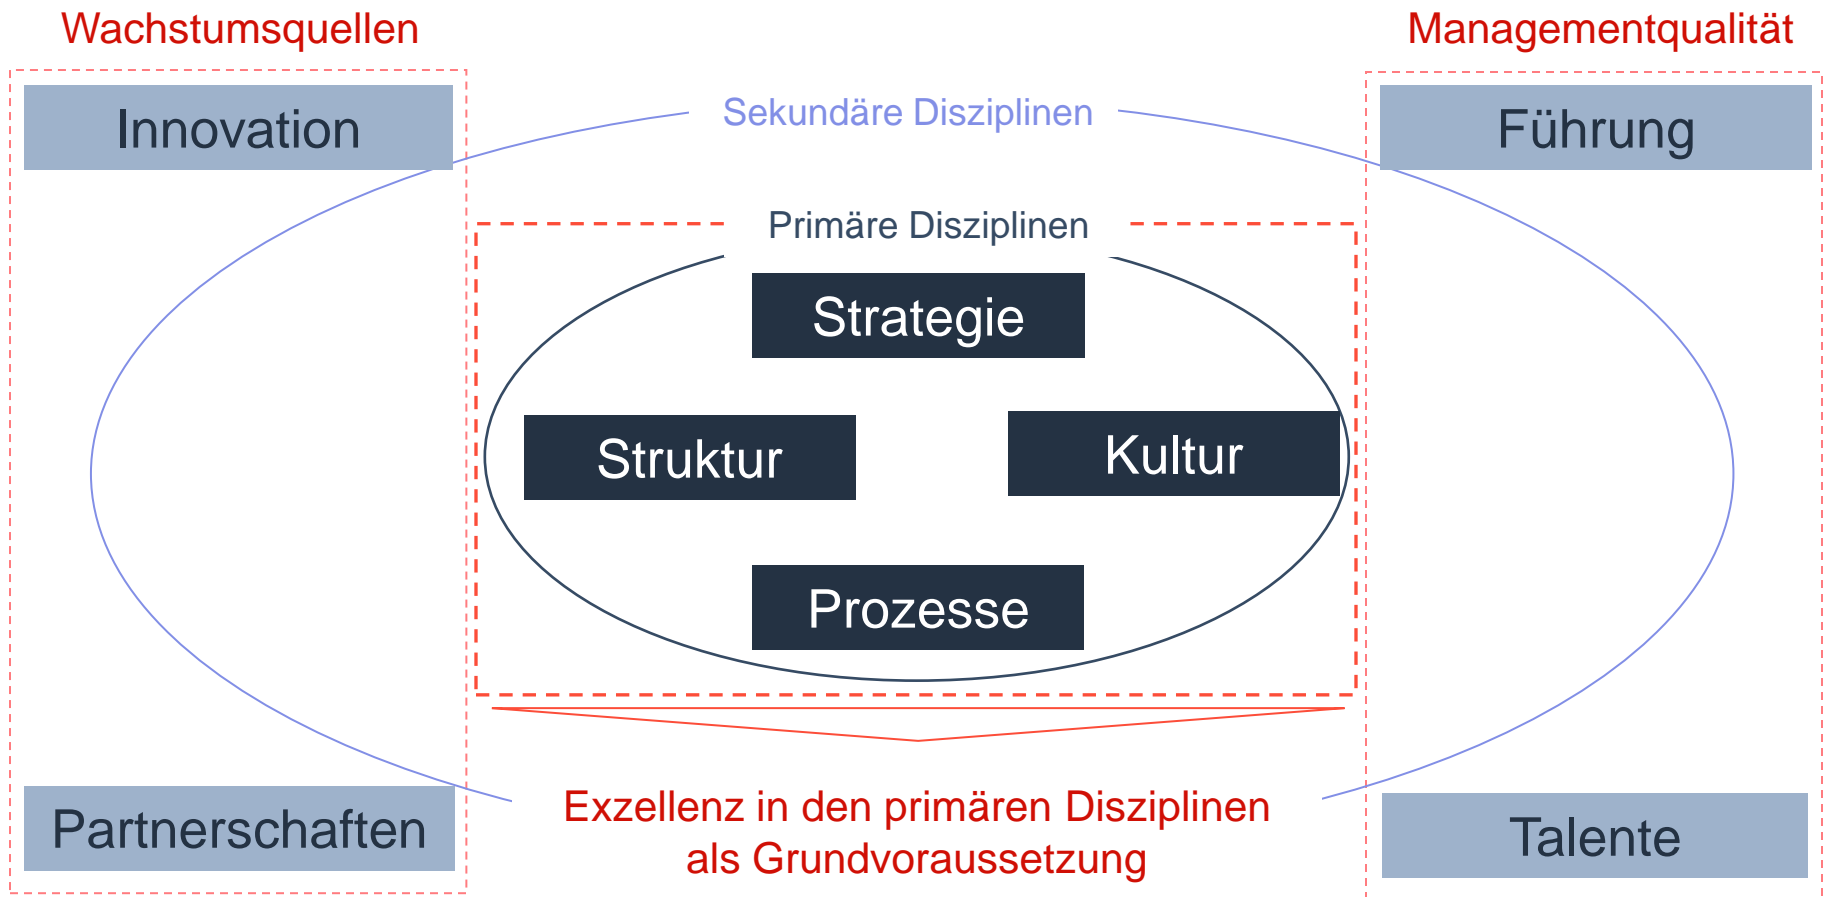 Wachstumsquellen
Managementqualität
Innovation
Sekundäre Disziplinen
Führung
Primäre Disziplinen
Strategie
Struktur
Kultur
Prozesse
Exzellenz in den primären Disziplinen
als Grundvoraussetzung
Partnerschaften
Talente